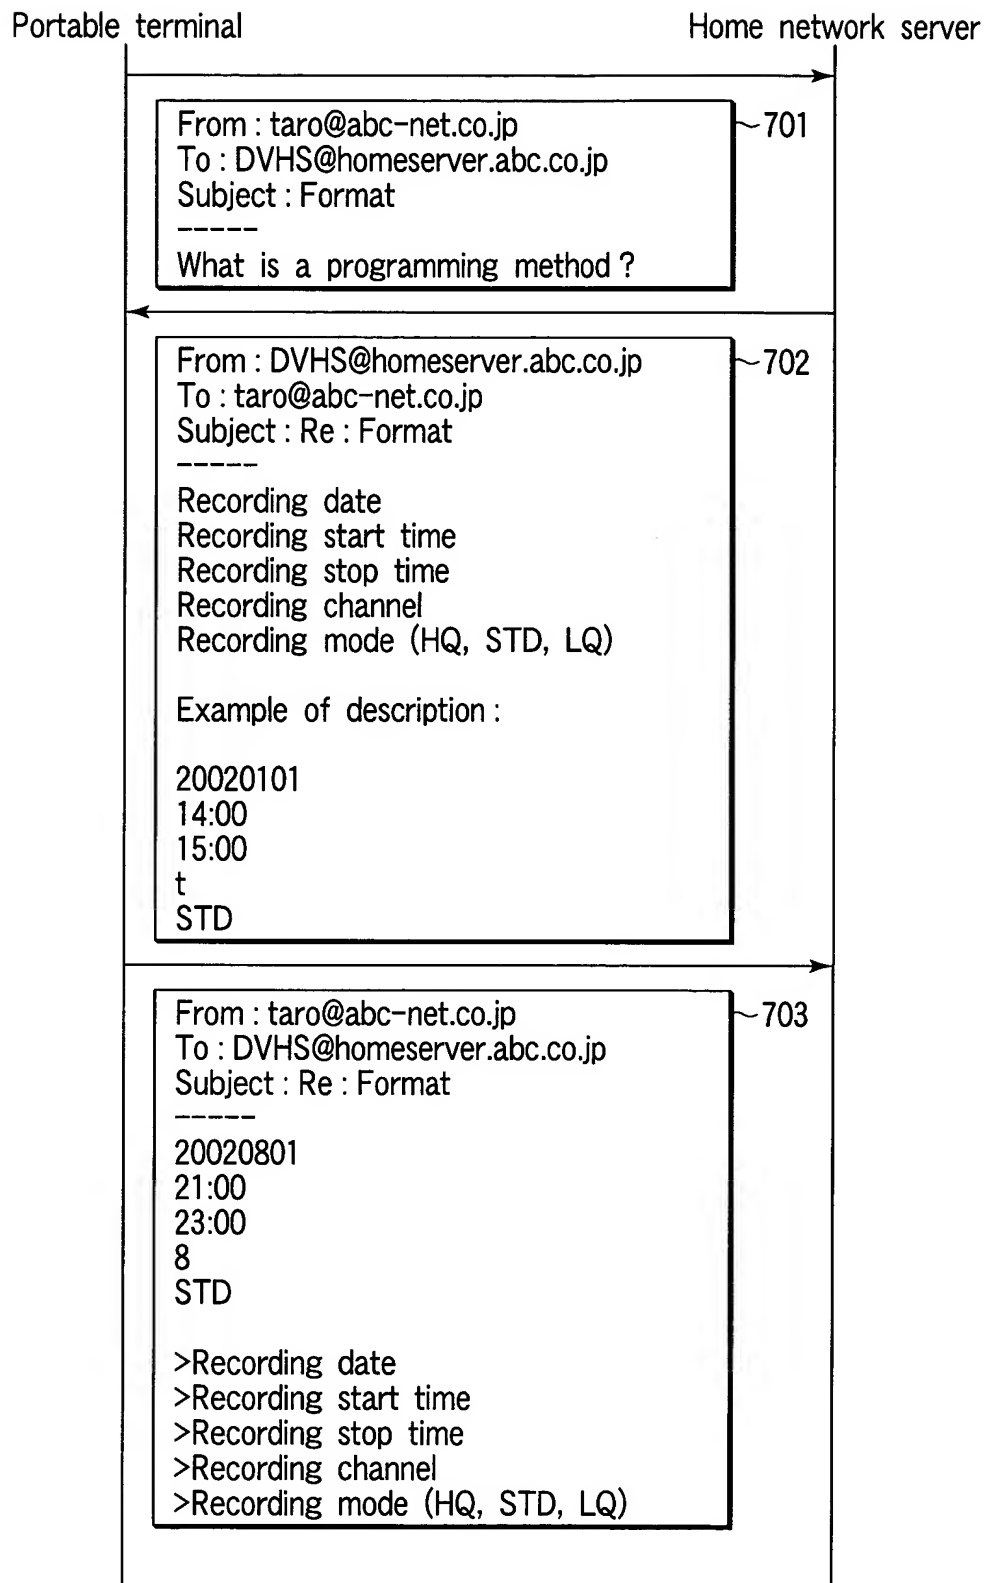 Portable terminal
Home network server
From : taro@abc-net.co.jp
701
To : DVHS@homeserver.abc.co.jp
Subject : Format
-----
What is a programming method ?
From : DVHS@homeserver.abc.co.jp
702
To : taro@abc-net.co.jp
Subject : Re : Format
-----
Recording date
Recording start time
Recording stop time
Recording channel
Recording mode (HQ, STD, LQ)
Example of description :
20020101
14:00
15:00
t
STD
From : taro@abc-net.co.jp
703
To : DVHS@homeserver.abc.co.jp
Subject : Re : Format
-----
20020801
21:00
23:00
8
STD
>Recording date
>Recording start time
>Recording stop time
>Recording channel
>Recording mode (HQ, STD, LQ)